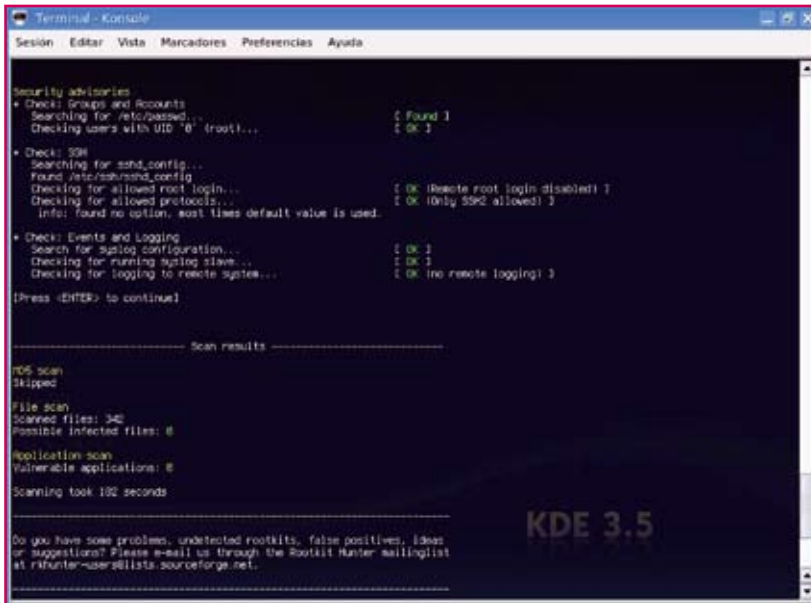 Terminal - Konsole
Sesión Editar Vista Marcadores Preferencias Ayuda
Security advisories
* Check: Groups and Accounts
Searching for /etc/passwd... [ Found ]
Checking users with UID '0' (root)... [ OK ]
* Check: SSH
Searching for sshd_config...
Found /etc/ssh/sshd_config
Checking for allowed root login... [ OK (Remote root login disabled) ]
Checking for allowed protocols... [ OK (Only SSH2 allowed) ]
info: found no option, most times default value is used.
* Check: Events and Logging
Search for syslog configuration... [ OK ]
Checking for running syslog slave... [ OK ]
Checking for logging to remote system... [ OK (no remote logging) ]
[Press <ENTER> to continue]
---------------------------- Scan results ----------------------------
MD5 scan
Skipped
File scan
Scanned files: 342
Possible infected files: 0
Application scan
Vulnerable applications: 0
Scanning took 182 seconds
KDE 3.5
Do you have some problems, undetected rootkits, false positives, ideas
or suggestions? Please e-mail us through the Rootkit Hunter mailinglist
at rkhunter-users@lists.sourceforge.net.